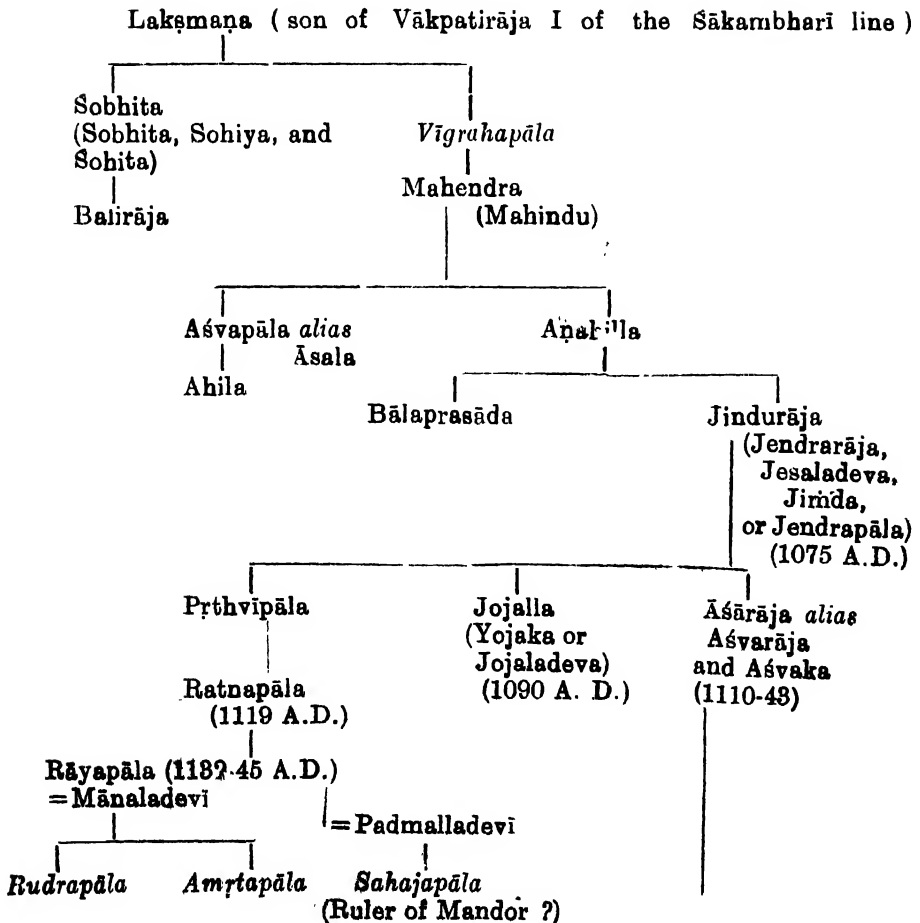 Lakṣmaṇa ( son of Vākpatirāja I of the Śākambharī line )
Śobhita
(Sobhita, Sohiya, and
Sohita)
Vīgrahapāla
Balirāja
Mahendra
(Mahindu)
Aśvapāla alias
Āsala
Ahila
Bālaprasāda
Jindurāja
(Jendrarāja,
Jesaladeva,
Jiṁda,
or Jendrapāla)
(1075 A.D.)
Pṛthvīpāla
Jojalla
(Yojaka or
Jojaladeva)
(1090 A. D.)
Āśārāja alias
Aśvarāja
and Aśvaka
(1110-43)
Ratnapāla
(1119 A.D.)
Rāyapāla A.D.)
=Mānaladevī
=Padmalladevī
Rudrapāla Amṛtapāla Sahajapāla
(Ruler of Mandor ?)